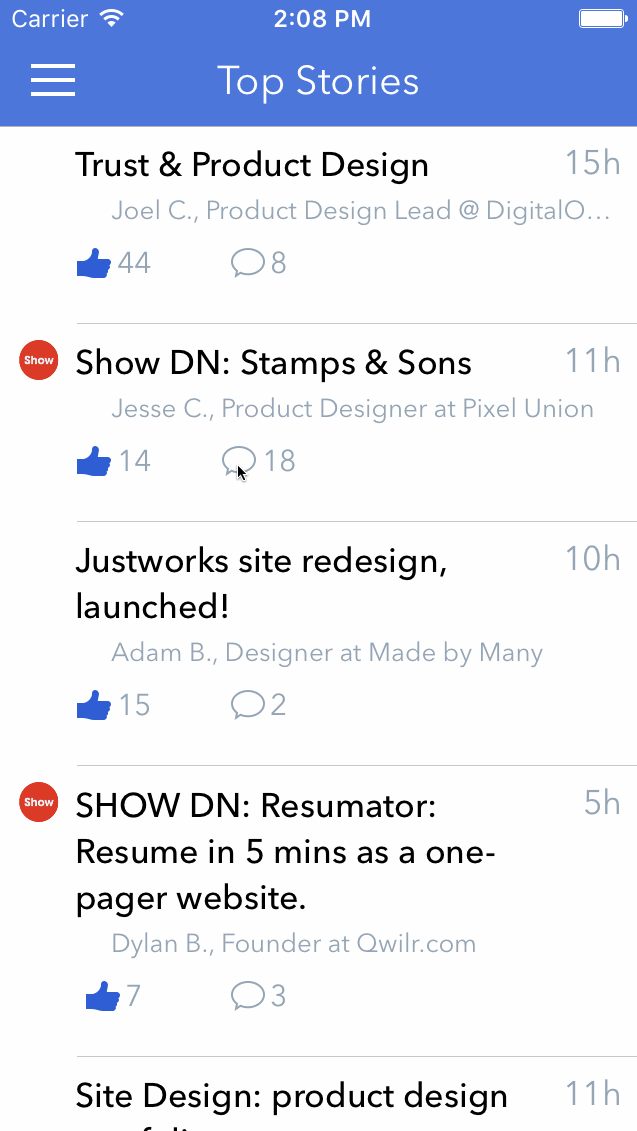 Carrier 2:08 PM
Top Stories
Trust & Product Design 15h
Joel C., Product Design Lead @ DigitalO...
44 8
Show Show DN: Stamps & Sons 11h
Jesse C., Product Designer at Pixel Union
14 18
Justworks site redesign, 10h
launched!
Adam B., Designer at Made by Many
15 2
Show SHOW DN: Resumator: 5h
Resume in 5 mins as a one-
pager website.
Dylan B., Founder at Qwilr.com
7 3
Site Design: product design 11h